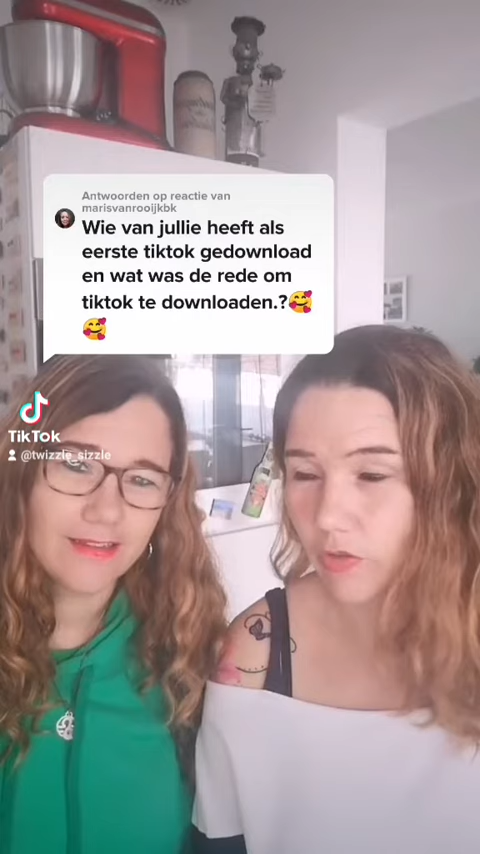 Antwoorden op reactie van
marisvanrooijkbk
Wie van jullie heeft als
eerste tiktok gedownload
en wat was de rede om
tiktok te downloaden.?🥰
🥰
TikTok
@twizzle_sizzle